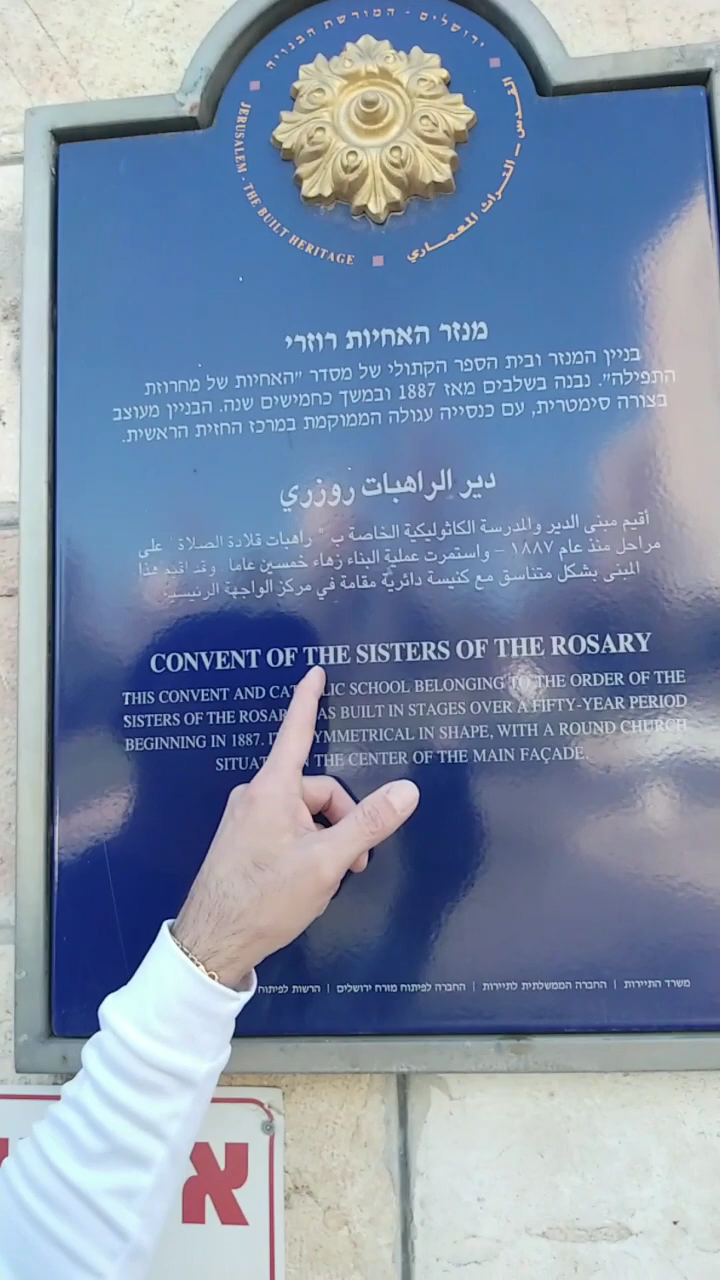 ירושלים - המורשת הבנויה
القدس - التراث المعماري
JERUSALEM - THE BUILT HERITAGE
מנזר האחיות רוזרי
בניין המנזר ובית הספר הקתולי של מסדר "האחיות של מחרוזת
התפילה". נבנה בשלבים מאז 1887 ובמשך כחמישים שנה. הבניין מעוצב
בצורה סימטרית, עם כנסייה עגולה הממוקמת במרכז החזית הראשית.
دير الراهبات روزري
أقيم مبنى الدير والمدرسة الكاثوليكية الخاصة ب " راهبات قلادة الصلاة " على
مراحل منذ عام ١٨٨٧ - واستمرت عملية البناء زهاء خمسين عاما وقد اقيم هذا
المبنى بشكل متناسق مع كنيسة دائرية مقامة في مركز الواجهة الرئيسية
CONVENT OF THE SISTERS OF THE ROSARY
THIS CONVENT AND SCHOOL BELONGING TO THE ORDER OF THE
SISTERS OF THE BUILT IN STAGES OVER A FIFTY-YEAR PERIOD
BEGINNING IN 1887. IN SHAPE, WITH A ROUND CHURCH
THE CENTER OF THE MAIN FAÇADE.
משרד התיירות | החברה הממשלתית לתיירות | החברה לפיתוח מזרח ירושלים | הרשות לפיתוח
א